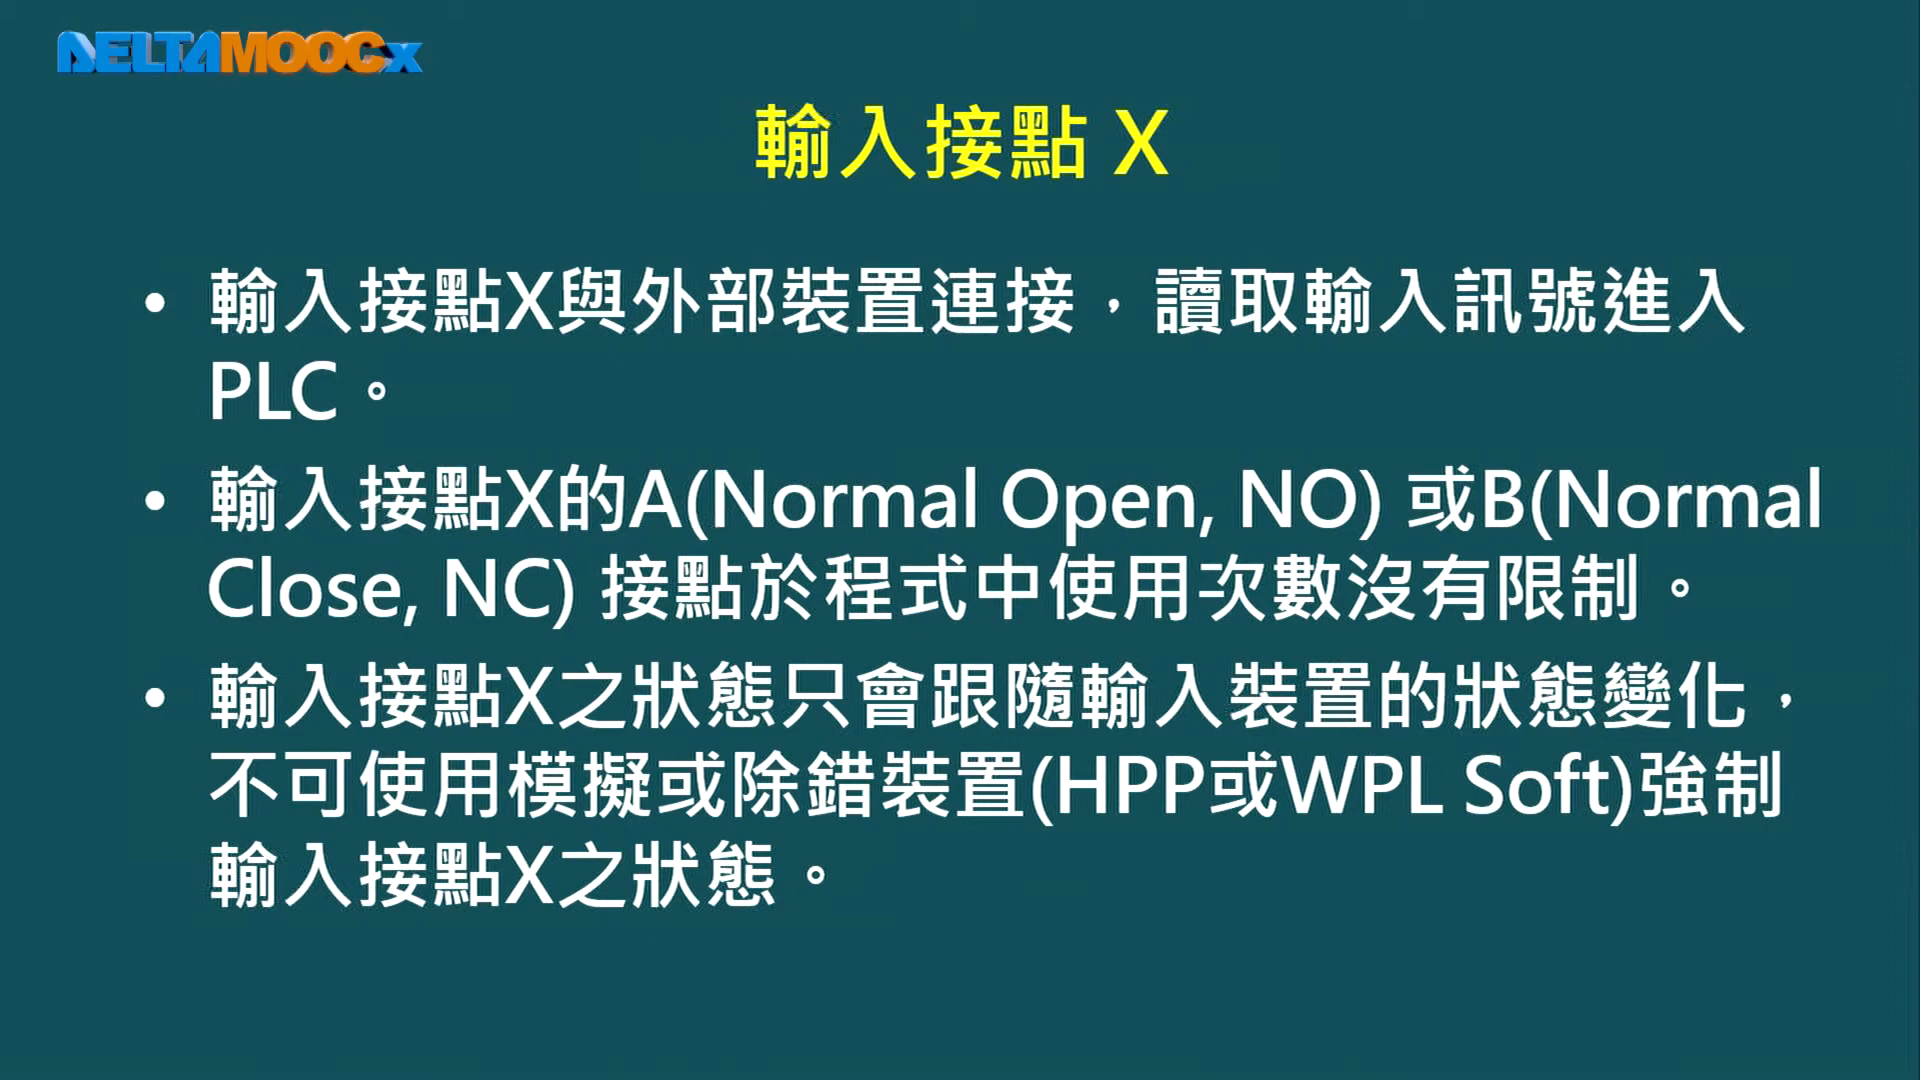 DELTAMOOCx
輸入接點 X
• 輸入接點X與外部裝置連接，讀取輸入訊號進入
PLC。
• 輸入接點X的A(Normal Open, NO) 或B(Normal
Close, NC) 接點於程式中使用次數沒有限制。
• 輸入接點X之狀態只會跟隨輸入裝置的狀態變化，
不可使用模擬或除錯裝置(HPP或WPL Soft)強制
輸入接點X之狀態。